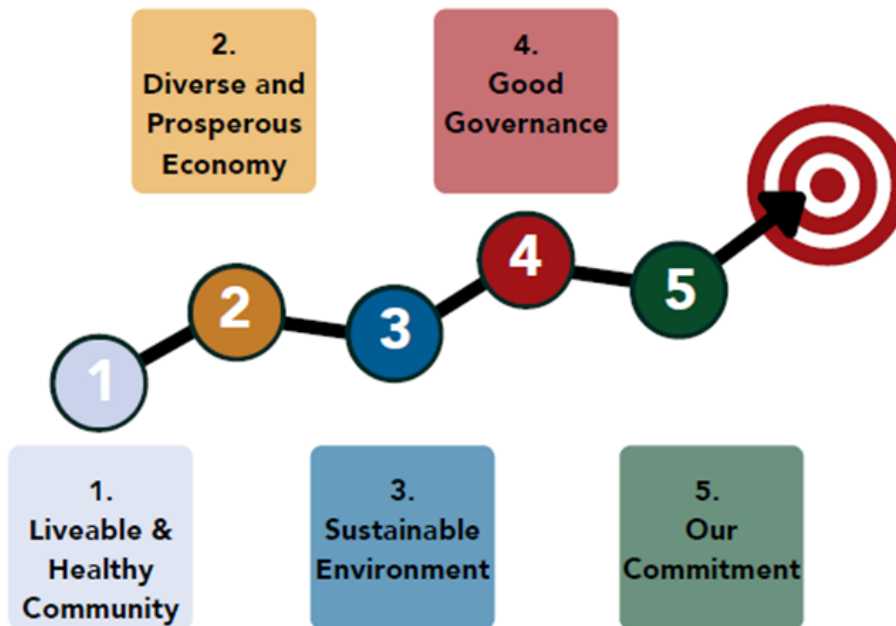 2.
Diverse and
Prosperous
Economy
4.
Good
Governance
1
2
3
4
5
1.
Liveable &
Healthy
Community
3.
Sustainable
Environment
5.
Our
Commitment